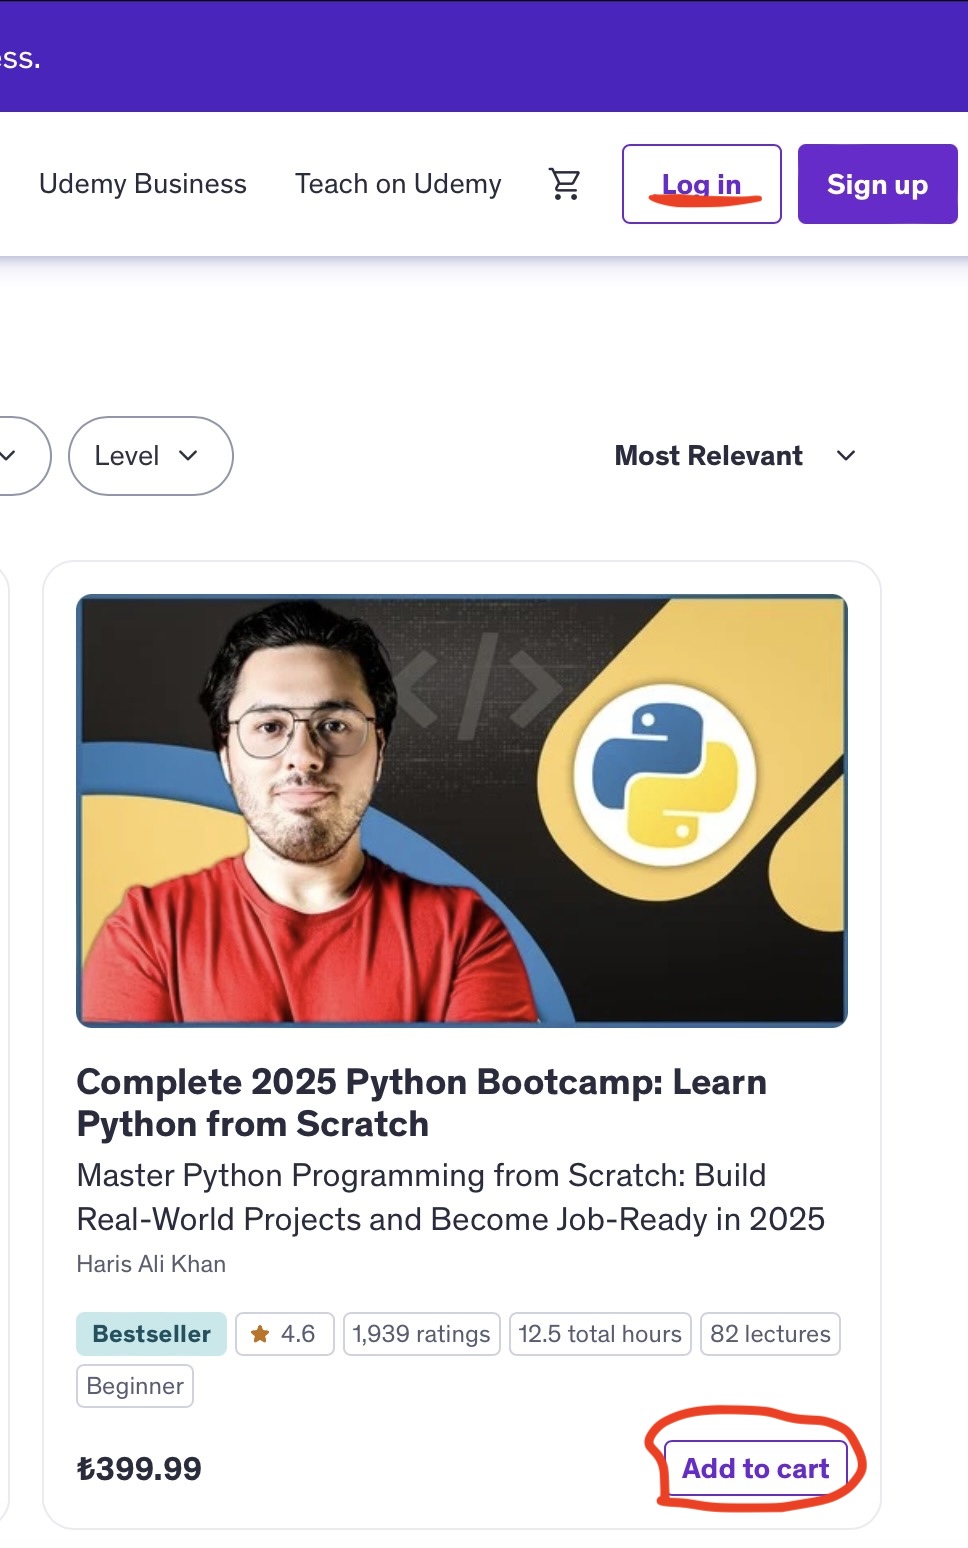 ess.
Udemy Business Teach on Udemy Log in Sign up
Level Most Relevant
</>
Complete 2025 Python Bootcamp: Learn
Python from Scratch
Master Python Programming from Scratch: Build
Real-World Projects and Become Job-Ready in 2025
Haris Ali Khan
Bestseller 4.6 1,939 ratings 12.5 total hours 82 lectures
Beginner
₺399.99 Add to cart